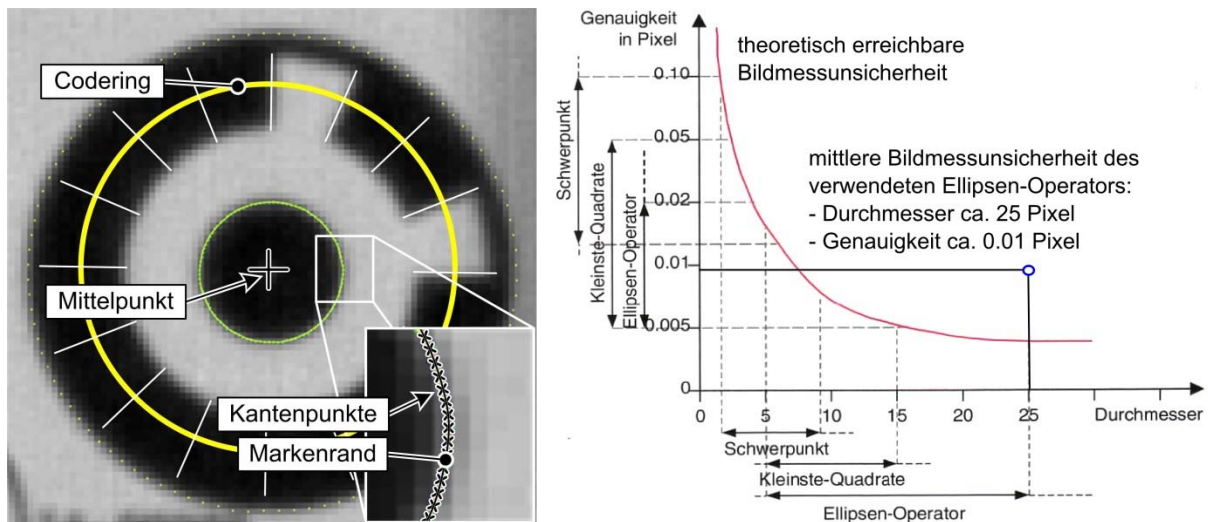 Codering
Mittelpunkt
Kantenpunkte
Markenrand
Genauigkeit
in Pixel
theoretisch erreichbare
Bildmessunsicherheit
0.10
0.05
0.02
0.01
0.005
0
Schwerpunkt
Kleinste-Quadrate
Ellipsen-Operator
mittlere Bildmessunsicherheit des
verwendeten Ellipsen-Operators:
- Durchmesser ca. 25 Pixel
- Genauigkeit ca. 0.01 Pixel
0 5 10 15 20 25 Durchmesser
Schwerpunkt
Kleinste-Quadrate
Ellipsen-Operator